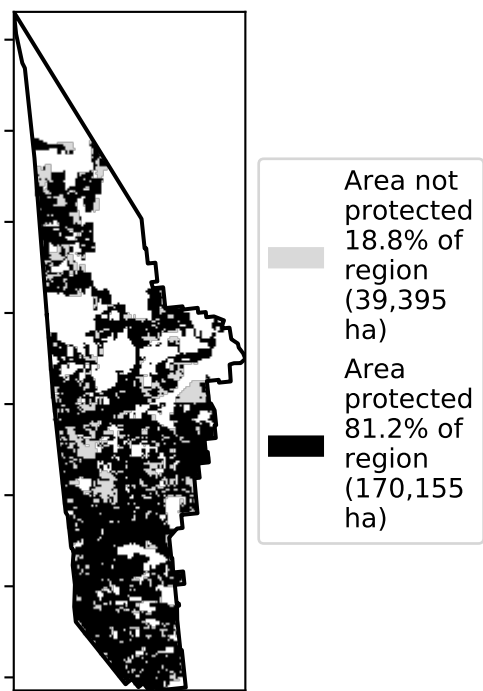 Area not
protected
18.8% of
region
(39,395
ha)
Area
protected
81.2% of
region
(170,155
ha)